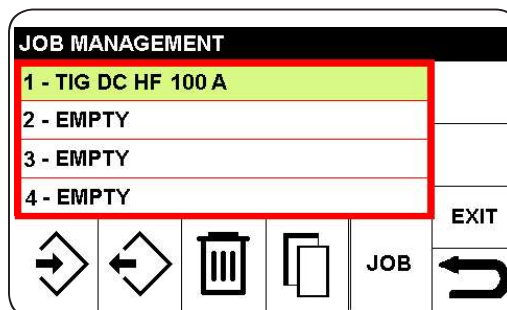 JOB MANAGEMENT
1 - TIG DC HF 100 A
2 - EMPTY
3 - EMPTY
4 - EMPTY
EXIT
JOB